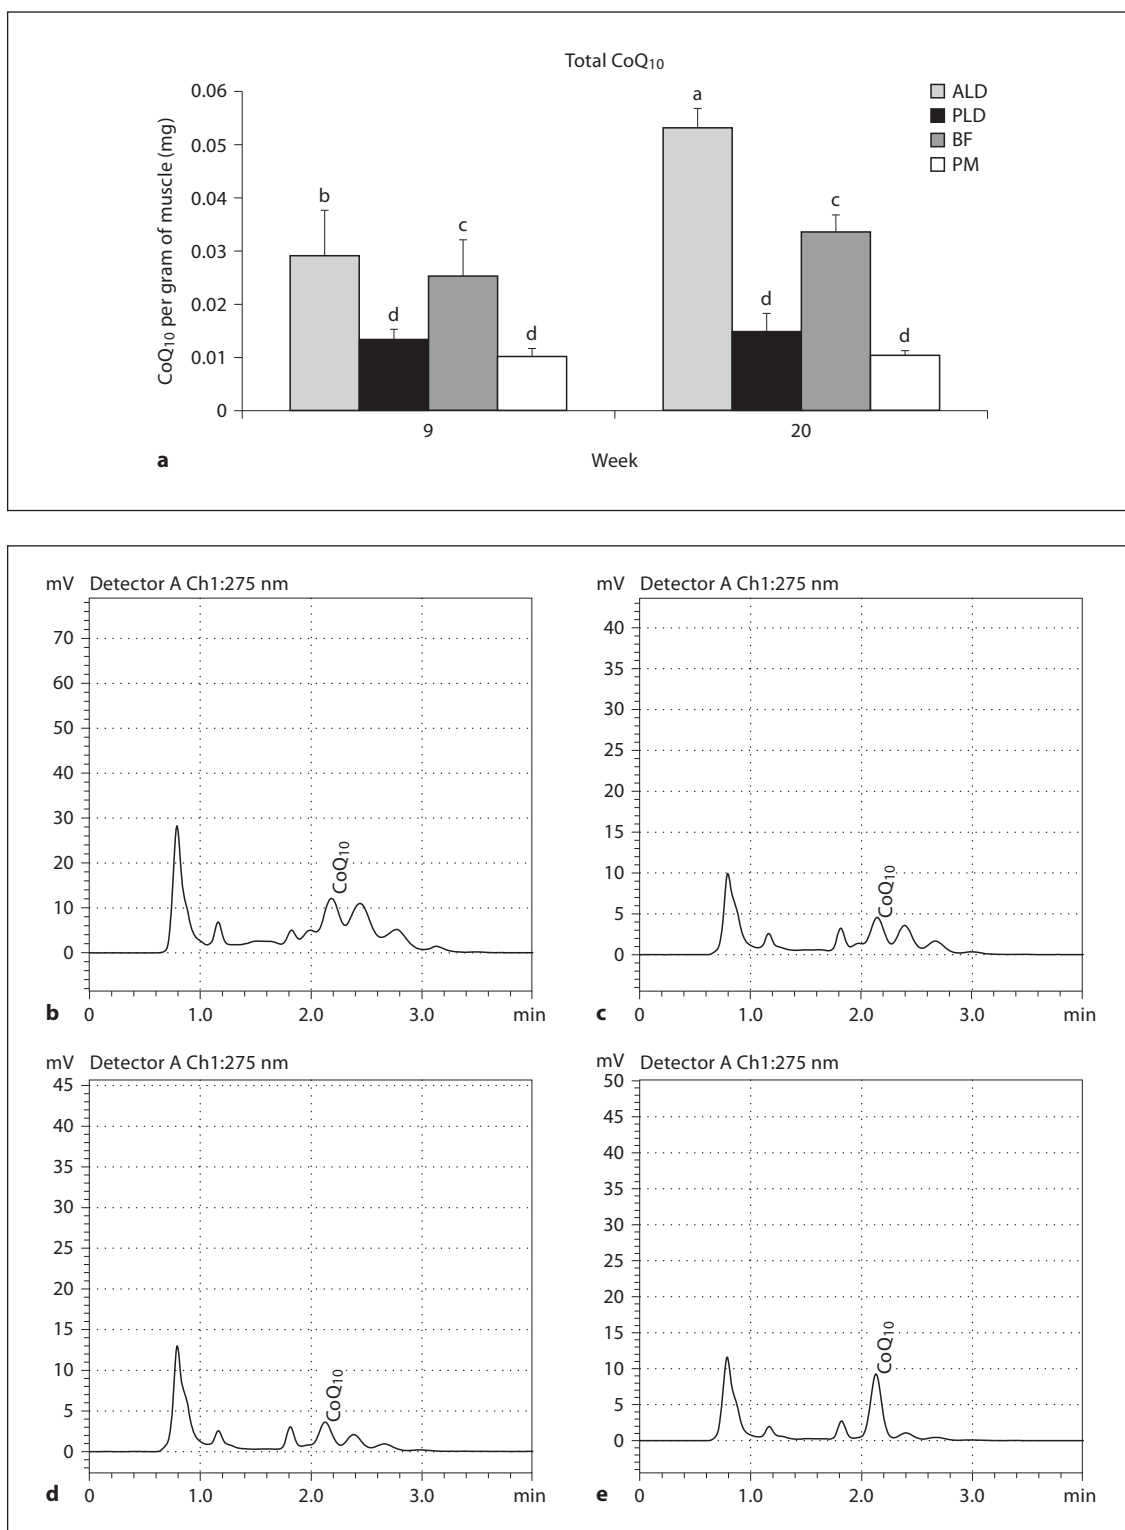 Total CoQ10
CoQ10 per gram of muscle (mg)
0.06
0.05
0.04
0.03
0.02
0.01
0
b
d
c
d
a
d
c
d
ALD
PLD
BF
PM
9
20
Week
a
mV Detector A Ch1:275 nm
70
60
50
40
30
20
10
0
CoQ10
b 0 1.0 2.0 3.0 min
mV Detector A Ch1:275 nm
40
35
30
25
20
15
10
5
0
CoQ10
c 0 1.0 2.0 3.0 min
mV Detector A Ch1:275 nm
45
40
35
30
25
20
15
10
5
0
CoQ10
d 0 1.0 2.0 3.0 min
mV Detector A Ch1:275 nm
50
45
40
35
30
25
20
15
10
5
0
CoQ10
e 0 1.0 2.0 3.0 min